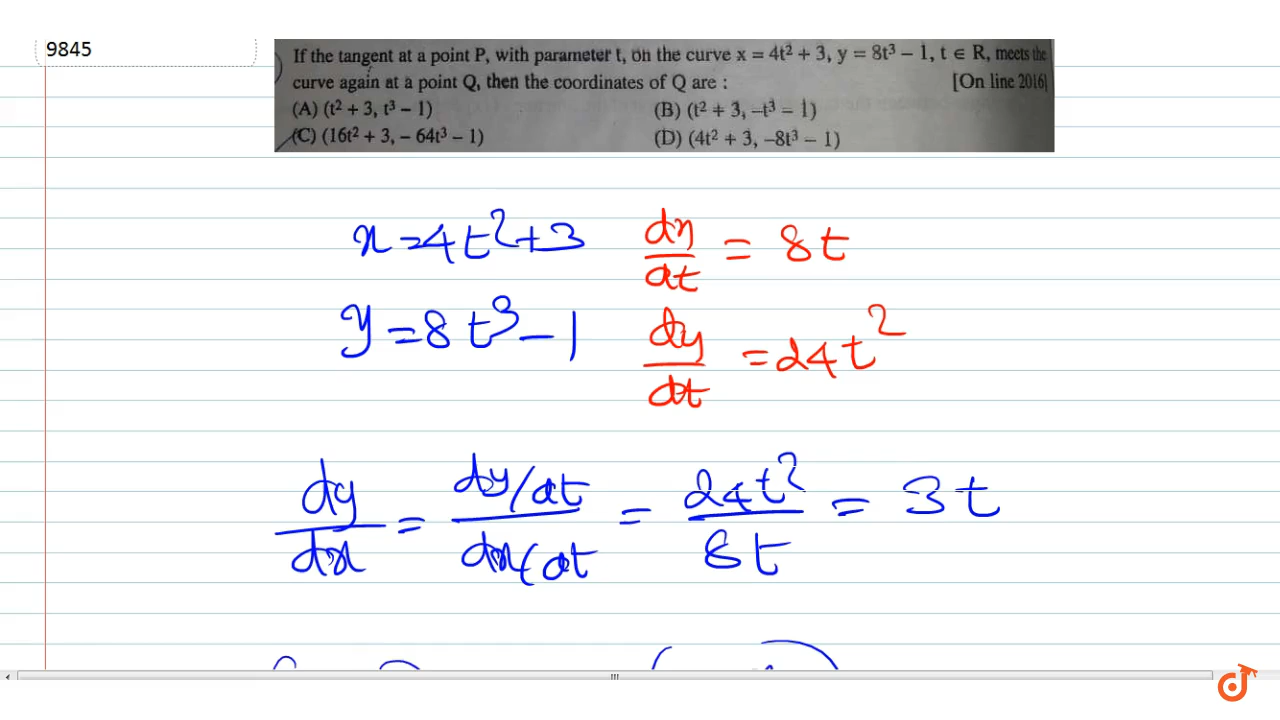 9845
If the tangent at a point P, with parameter t, on the curve x = 4t² + 3, y = 8t³ – 1, t ∈ R, meets the
curve again at a point Q, then the coordinates of Q are :
[On line 2016]
(A) (t² + 3, t³ – 1)
(B) (t² + 3, –t³ – 1)
(C) (16t² + 3, – 64t³ – 1)
(D) (4t² + 3, –8t³ – 1)
x = 4t² + 3
dx/dt = 8t
y = 8t³ – 1
dy/dt = 24t²
dy/dx = (dy/dt)/(dx/dt) = 24t²/8t = 3t